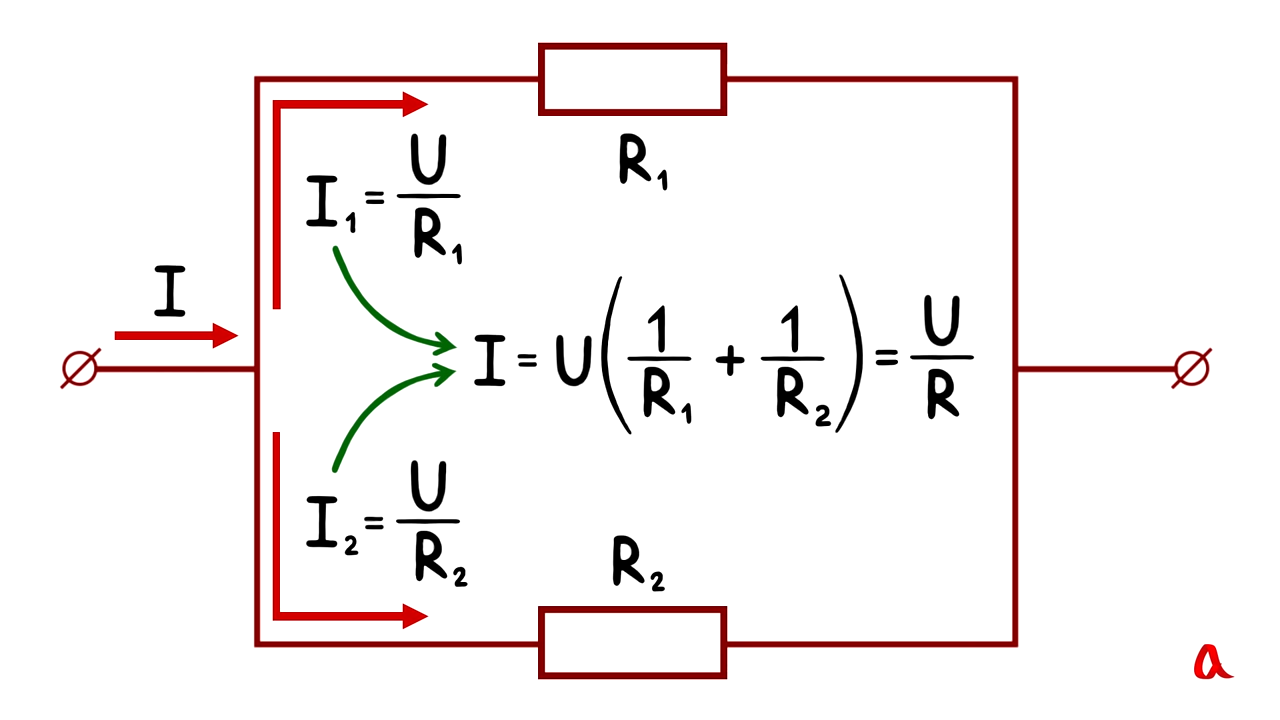 R₁
I₁ = U/R₁
I
I = U(1/R₁ + 1/R₂) = U/R
I₂ = U/R₂
R₂
a